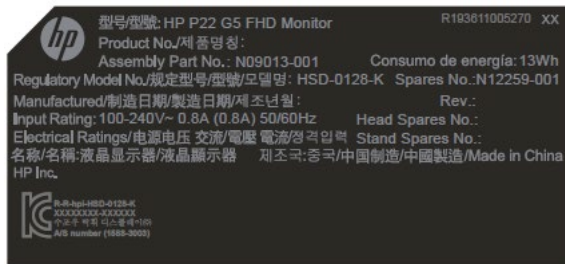 hp
型号/型號: HP P22 G5 FHD Monitor
R193611005270 XX
Product No./제품명칭:
Assembly Part No.: N09013-001
Consumo de energía: 13Wh
Regulatory Model No./规定型号/型號/모델명: HSD-0128-K Spares No.:N12259-001
Manufactured/制造日期/製造日期/제조년월:
Rev.:
Input Rating: 100-240V~ 0.8A (0.8A) 50/60Hz
Head Spares No.:
Electrical Ratings/电源电压 交流/電壓 電流/정격입력
Stand Spares No.:
名称/名稱:液晶显示器/液晶顯示器
제조국:중국/中国制造/中國製造/Made in China
HP Inc.
R-R-hpi-HSD-0128-K
XXXXXXXX-XXXXXX
A/S number (1588-3003)